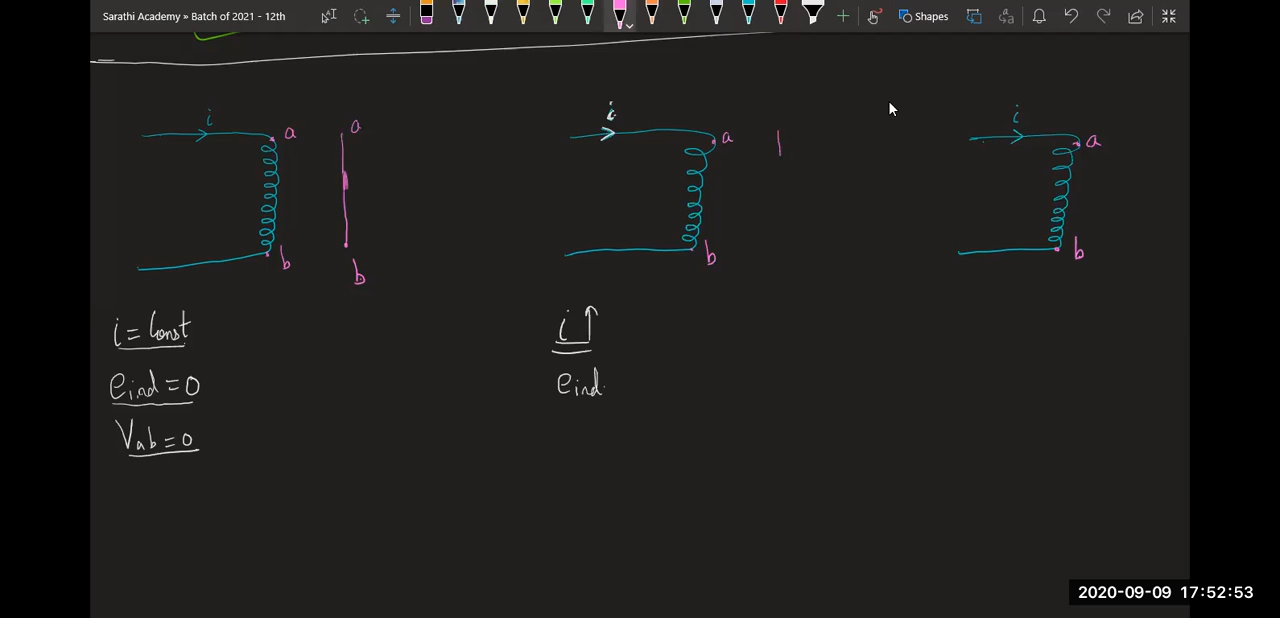 Sarathi Academy » Batch of 2021 - 12th
Shapes
i
a
b
a
b
i
a
b
i
a
b
i = Const
eind = 0
Vab = 0
i ↑
eind
2020-09-09 17:52:53